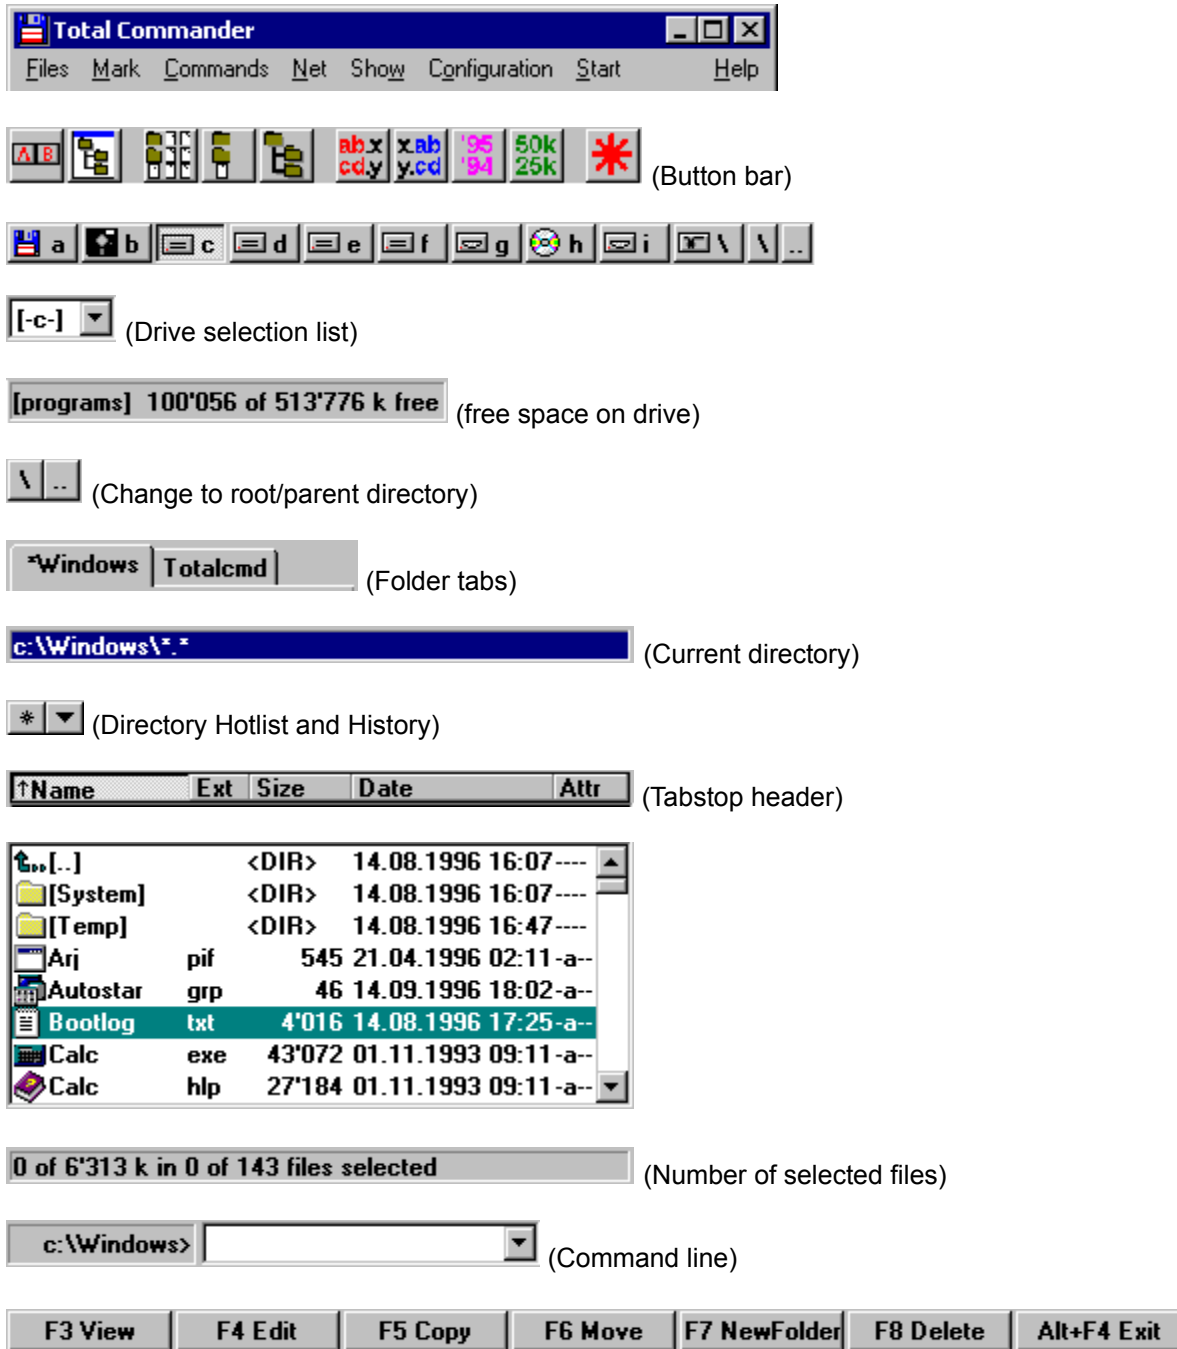 Total Commander
Files Mark Commands Net Show Configuration Start Help
A B ab.x cd.y x.ab y.cd '95 '94 50k 25k (Button bar)
a b c d e f g h i \ \ ..
[-c-] (Drive selection list)
[programs] 100'056 of 513'776 k free (free space on drive)
\ .. (Change to root/parent directory)
*Windows Totalcmd (Folder tabs)
c:\Windows\*.* (Current directory)
* (Directory Hotlist and History)
↑Name Ext Size Date Attr (Tabstop header)
[..] <DIR> 14.08.1996 16:07 ----
[System] <DIR> 14.08.1996 16:07 ----
[Temp] <DIR> 14.08.1996 16:47 ----
Arj pif 545 21.04.1996 02:11 -a--
Autostar grp 46 14.09.1996 18:02 -a--
Bootlog txt 4'016 14.08.1996 17:25 -a--
Calc exe 43'072 01.11.1993 09:11 -a--
Calc hlp 27'184 01.11.1993 09:11 -a--
0 of 6'313 k in 0 of 143 files selected (Number of selected files)
c:\Windows> (Command line)
F3 View F4 Edit F5 Copy F6 Move F7 NewFolder F8 Delete Alt+F4 Exit